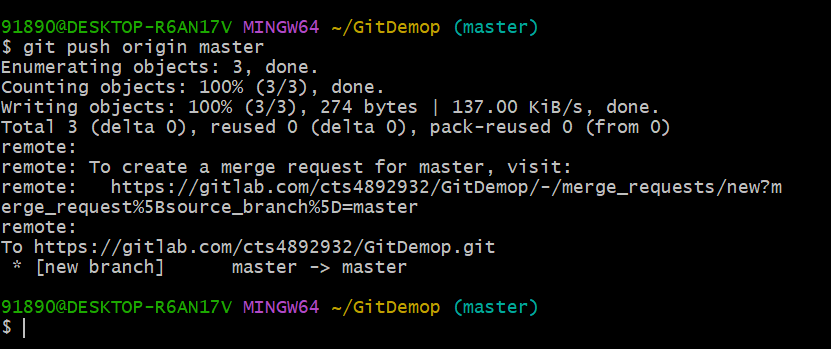 91890@DESKTOP-R6AN17V MINGW64 ~/GitDemop (master)
$ git push origin master
Enumerating objects: 3, done.
Counting objects: 100% (3/3), done.
Writing objects: 100% (3/3), 274 bytes | 137.00 KiB/s, done.
Total 3 (delta 0), reused 0 (delta 0), pack-reused 0 (from 0)
remote:
remote: To create a merge request for master, visit:
remote:   https://gitlab.com/cts4892932/GitDemop/-/merge_requests/new?m
erge_request%5Bsource_branch%5D=master
remote:
To https://gitlab.com/cts4892932/GitDemop.git
 * [new branch]      master -> master
91890@DESKTOP-R6AN17V MINGW64 ~/GitDemop (master)
$